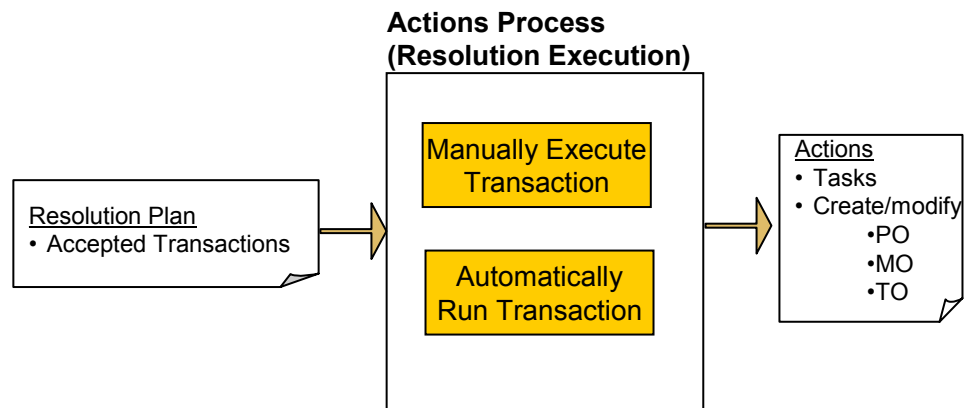 Actions Process
(Resolution Execution)
Resolution Plan
• Accepted Transactions
Manually Execute
Transaction
Automatically
Run Transaction
Actions
• Tasks
• Create/modify
•PO
•MO
•TO